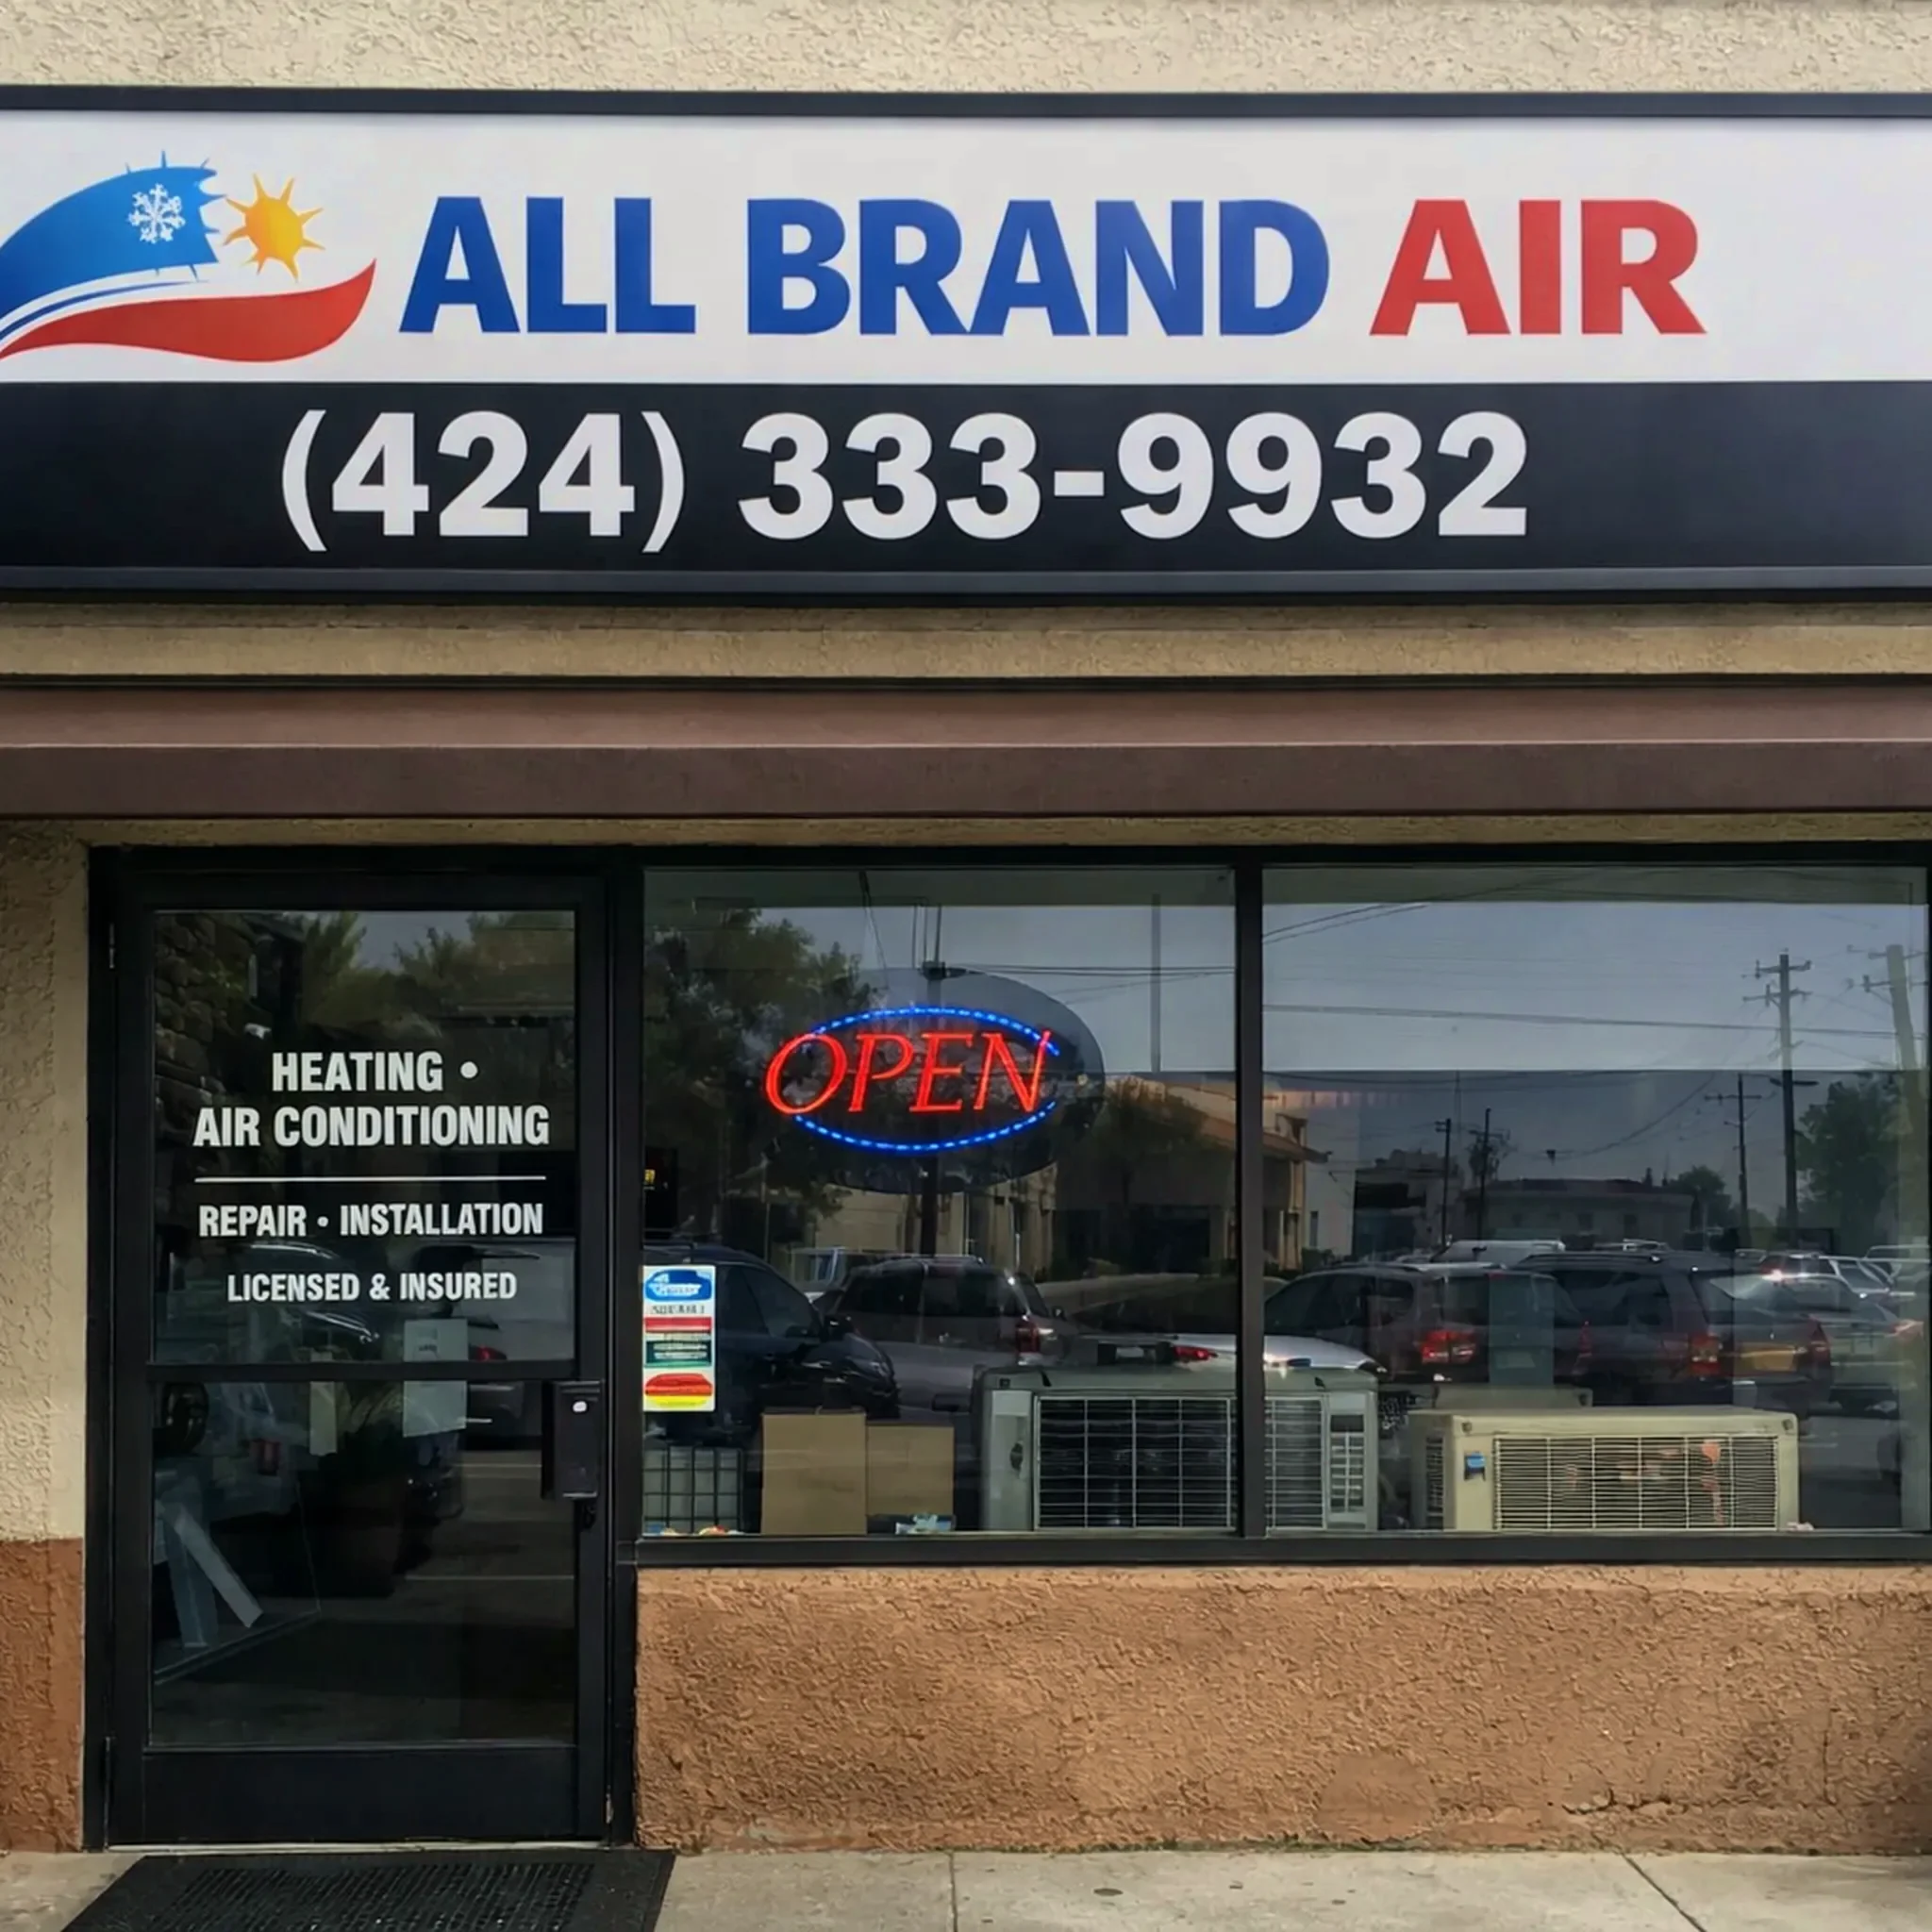 ALL BRAND AIR
(424) 333-9932
HEATING •
AIR CONDITIONING
REPAIR • INSTALLATION
LICENSED & INSURED
OPEN